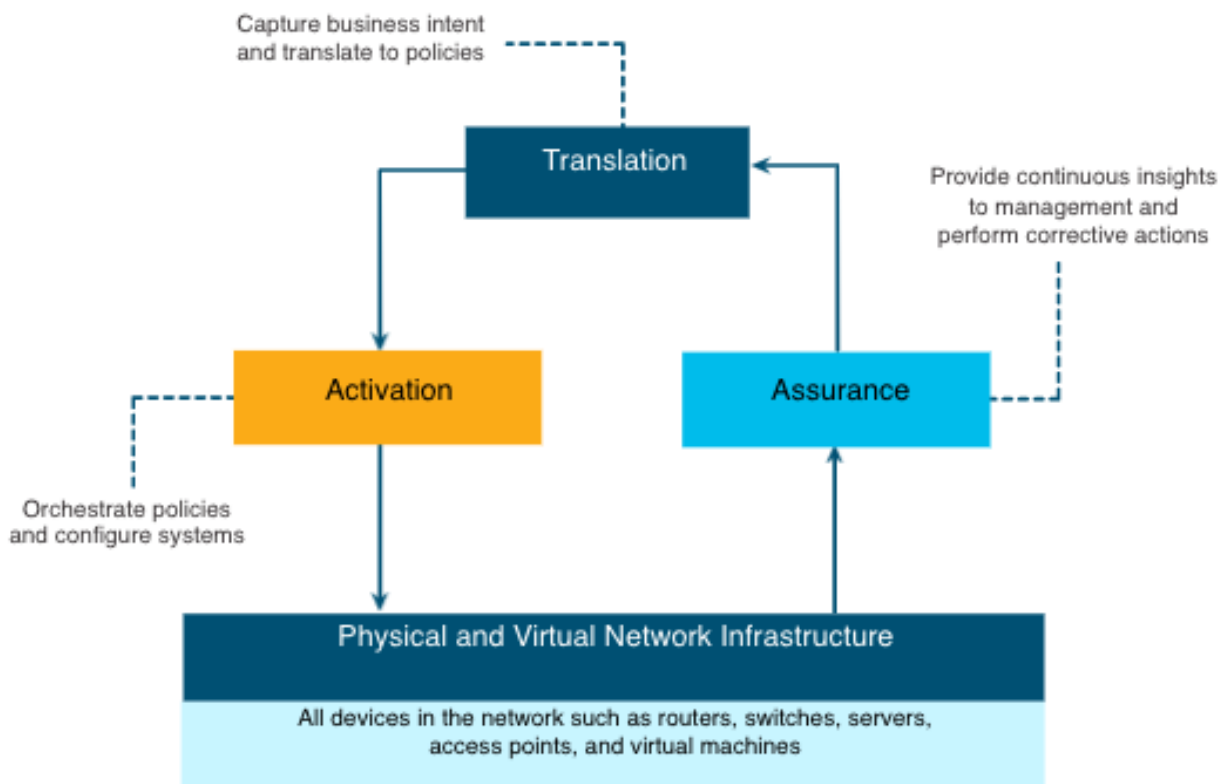 Capture business intent
and translate to policies
Translation
Provide continuous insights
to management and
perform corrective actions
Activation
Assurance
Orchestrate policies
and configure systems
Physical and Virtual Network Infrastructure
All devices in the network such as routers, switches, servers,
access points, and virtual machines